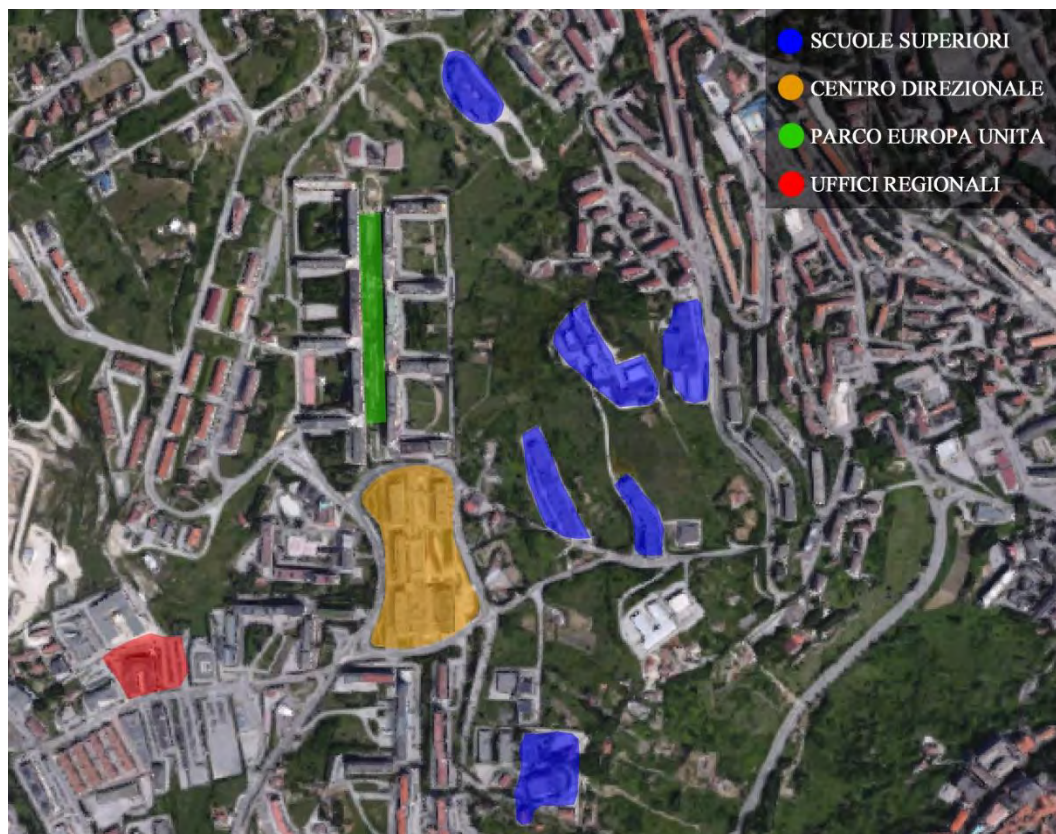 SCUOLE SUPERIORI
CENTRO DIREZIONALE
PARCO EUROPA UNITA
UFFICI REGIONALI